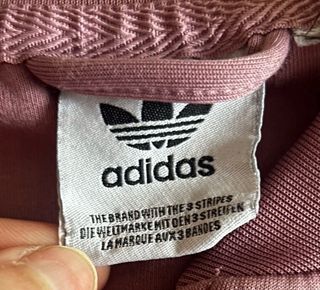 adidas
THE BRAND WITH THE 3 STRIPES
DIE WELTMARKE MIT DEN 3 STREIFEN
LA MARQUE AUX 3 BANDES